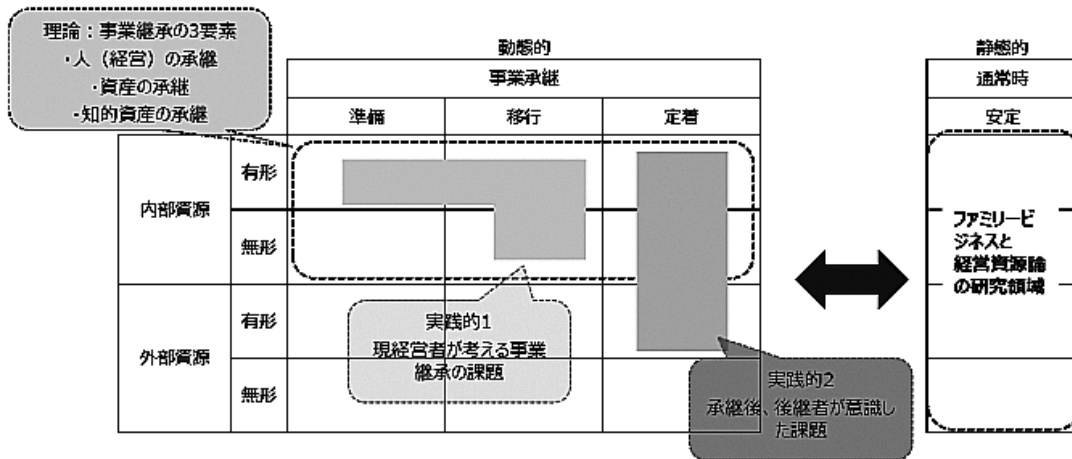 理論：事業継承の3要素
・人（経営）の承継
・資産の承継
・知的資産の承継
動態的
静態的
事業承継
通常時
準備
移行
定着
安定
内部資源
有形
無形
ファミリービ
ジネスと
経営資源論
の研究領域
外部資源
有形
無形
実践的1
現経営者が考える事業
継承の課題
実践的2
承継後、後継者が意識し
た課題